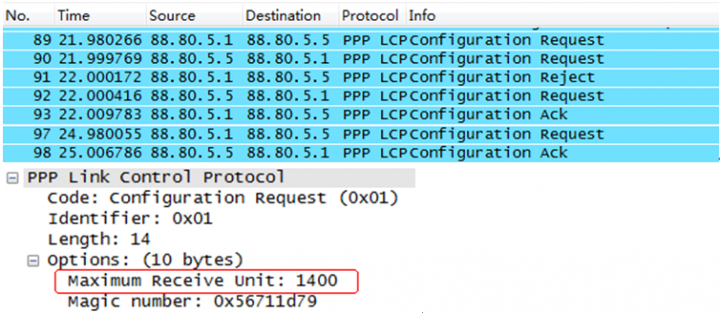 No. Time Source Destination Protocol Info
89 21.980266 88.80.5.1 88.80.5.5 PPP LCP Configuration Request
90 21.999769 88.80.5.5 88.80.5.1 PPP LCP Configuration Request
91 22.000172 88.80.5.1 88.80.5.5 PPP LCP Configuration Reject
92 22.000416 88.80.5.5 88.80.5.1 PPP LCP Configuration Request
93 22.009783 88.80.5.1 88.80.5.5 PPP LCP Configuration Ack
97 24.980055 88.80.5.1 88.80.5.5 PPP LCP Configuration Request
98 25.006786 88.80.5.5 88.80.5.1 PPP LCP Configuration Ack
PPP Link Control Protocol
Code: Configuration Request (0x01)
Identifier: 0x01
Length: 14
Options: (10 bytes)
Maximum Receive Unit: 1400
Magic number: 0x56711d79